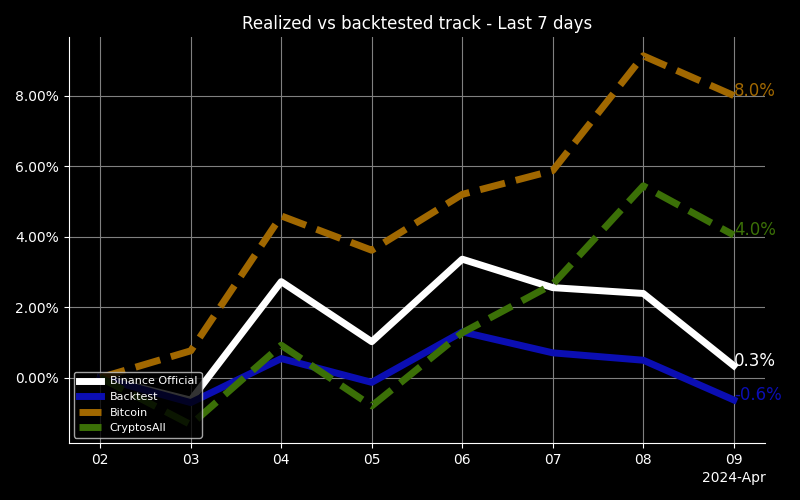 Realized vs backtested track - Last 7 days
8.00%
6.00%
4.00%
2.00%
0.00%
8.0%
4.0%
0.3%
-0.6%
Binance Official
Backtest
Bitcoin
CryptosAll
02 03 04 05 06 07 08 09
2024-Apr